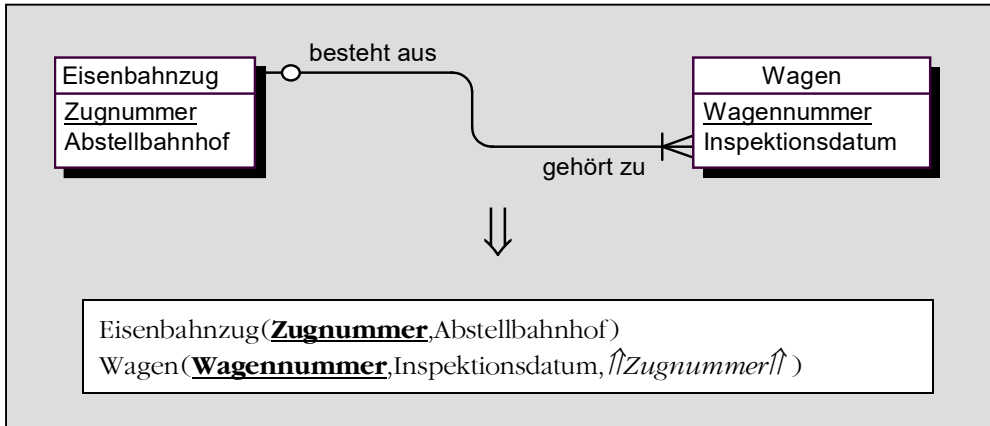 besteht aus
Eisenbahnzug
Zugnummer
Abstellbahnhof
Wagen
Wagennummer
Inspektionsdatum
gehört zu
⇓
Eisenbahnzug(Zugnummer,Abstellbahnhof)
Wagen(Wagennummer,Inspektionsdatum,⇑Zugnummer⇑)